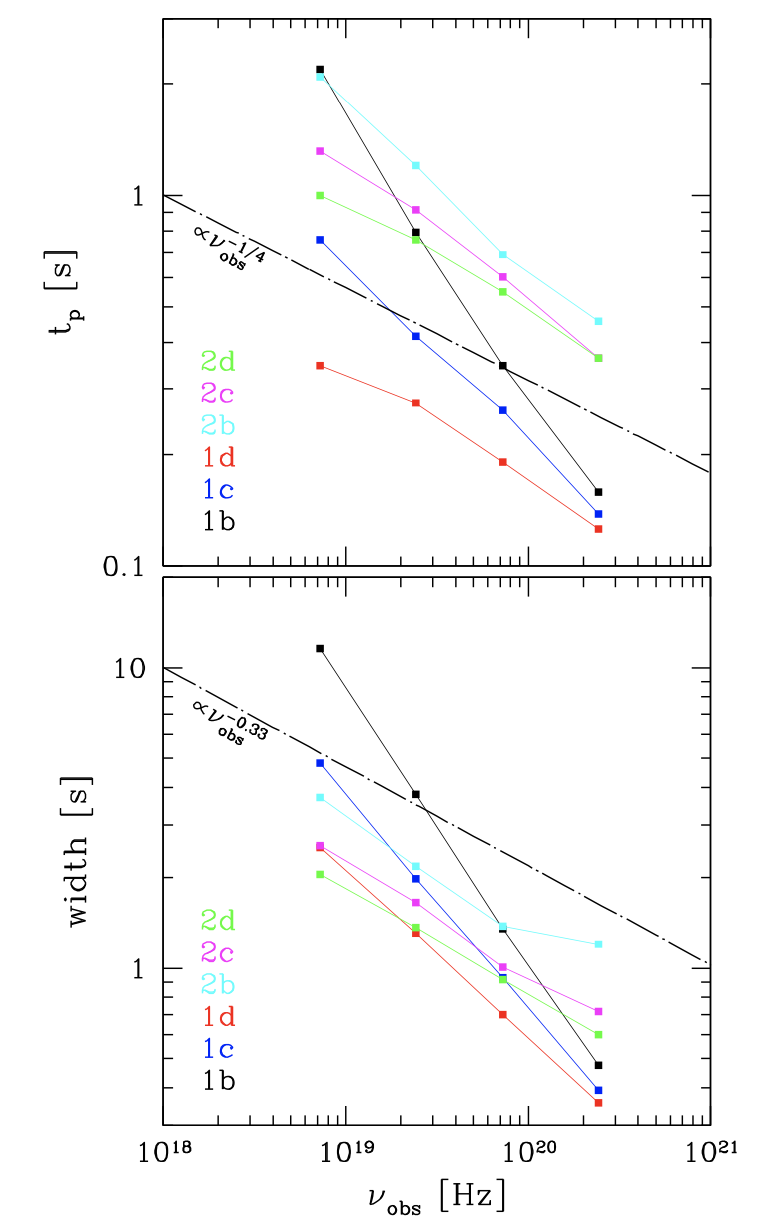 1
0.1
t_p [s]
∝ν_obs^−1/4
2d
2c
2b
1d
1c
1b
10
1
width [s]
∝ν_obs^−0.33
2d
2c
2b
1d
1c
1b
10^18 10^19 10^20 10^21
ν_obs [Hz]